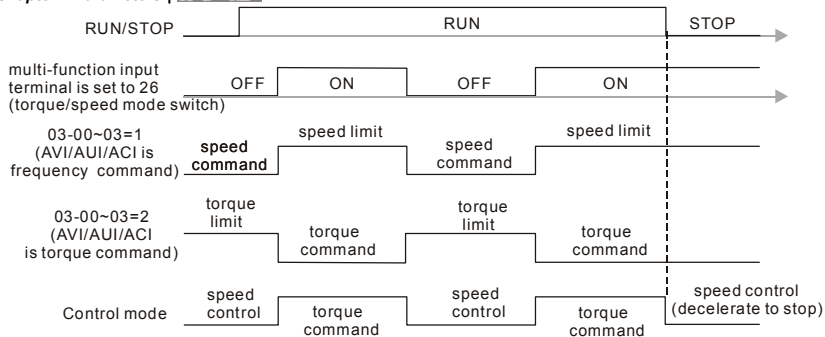 RUN/STOP
RUN
STOP
multi-function input
terminal is set to 26
(torque/speed mode switch)
OFF
ON
OFF
ON
03-00~03=1
(AVI/AUI/ACI is
frequency command)
speed
command
speed limit
speed
command
speed limit
03-00~03=2
(AVI/AUI/ACI
is torque command)
torque
limit
torque
command
torque
limit
torque
command
Control mode
speed
control
torque
command
speed
control
torque
command
speed control
(decelerate to stop)